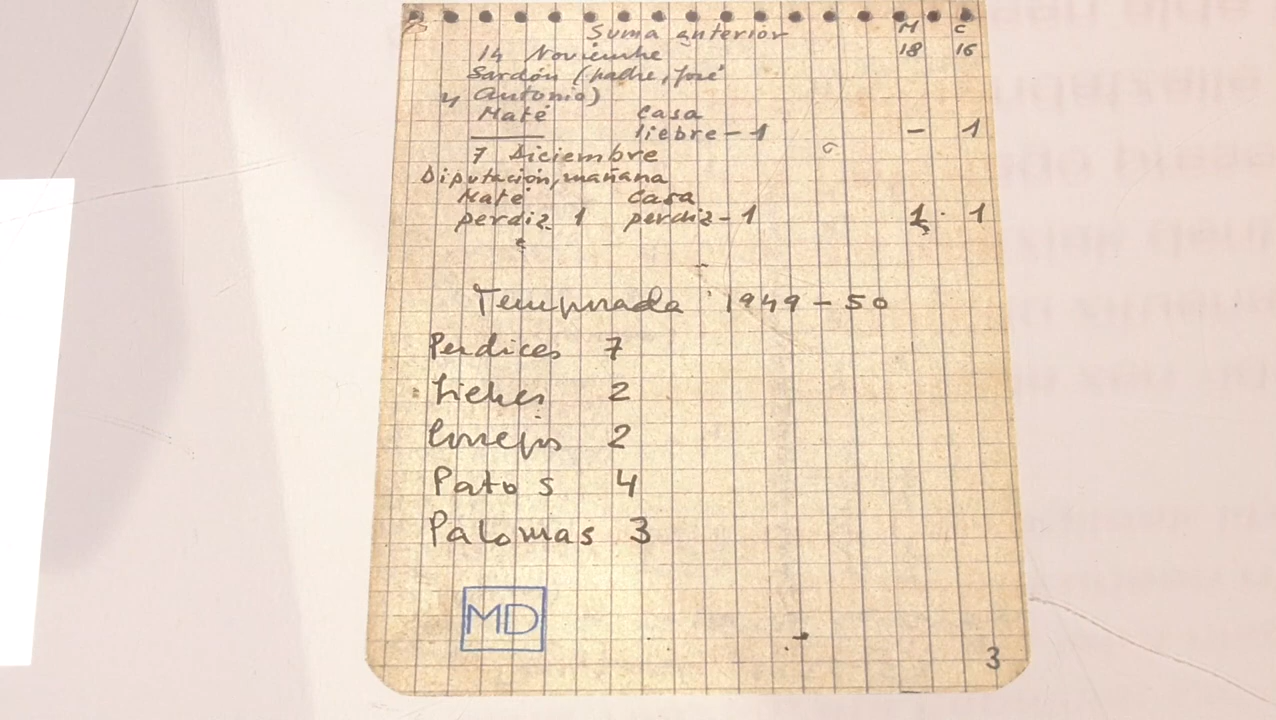 Suma anterior M C
14 Noviembre 18 16
Sardón (padre, José
y Antonio)
Maté Casa
liebre - 1 - 1
7 Diciembre
Diputación, mañana
Maté Casa
perdiz 1 perdiz - 1 1 1
Temporada 1949-50
Perdices 7
Liebres 2
Conejos 2
Patos 4
Palomas 3
MD
3